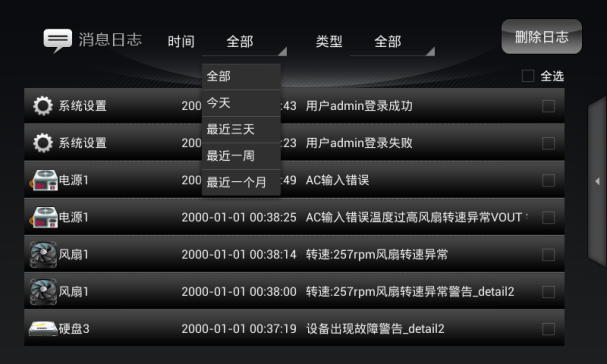 消息日志 时间 全部 类型 全部 删除日志
全部 全选
系统设置 200 今天 :43 用户admin登录成功
最近三天
系统设置 200 :23 用户admin登录失败
最近一周
电源1 200 最近一个月 :49 AC输入错误
电源1 2000-01-01 00:38:25 AC输入错误温度过高风扇转速异常VOUT
风扇1 2000-01-01 00:38:14 转速:257rpm风扇转速异常
风扇1 2000-01-01 00:38:00 转速:257rpm风扇转速异常警告_detail2
硬盘3 2000-01-01 00:37:19 设备出现故障警告_detail2